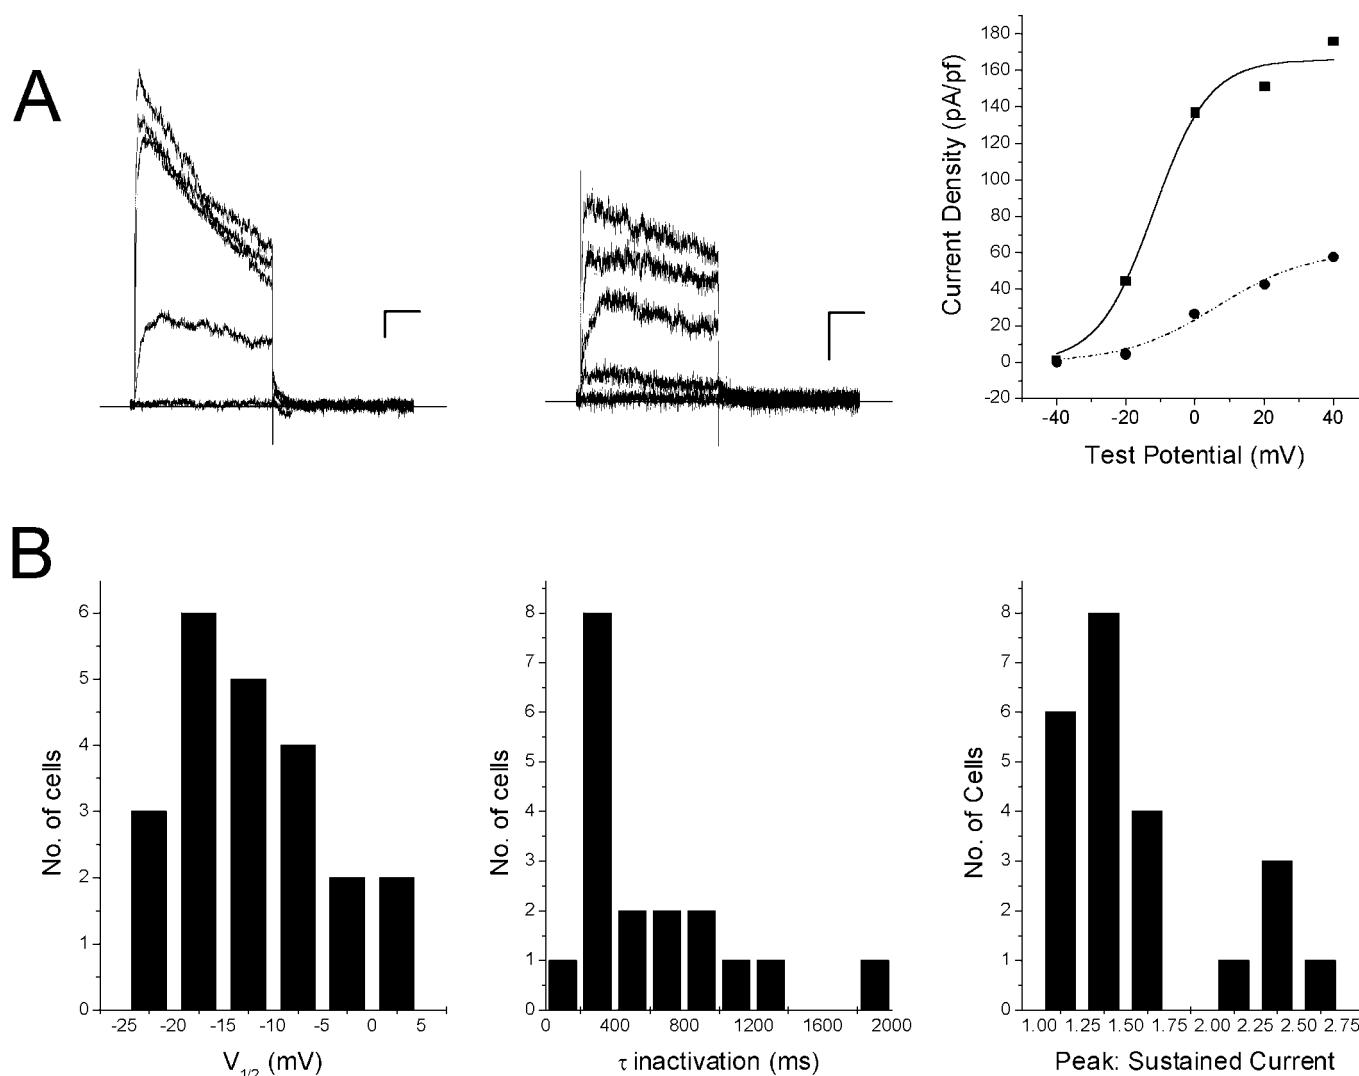 A
180
160
140
120
100
80
60
40
20
0
-20
-40 -20 0 20 40
Current Density (pA/pf)
Test Potential (mV)
B
6
5
4
3
2
1
0
-25 -20 -15 -10 -5 0 5
No. of cells
V1/2 (mV)
8
7
6
5
4
3
2
1
0
0 400 800 1200 1600 2000
No. of cells
τ inactivation (ms)
8
7
6
5
4
3
2
1
0
1.00 1.25 1.50 1.75 2.00 2.25 2.50 2.75
No. of Cells
Peak: Sustained Current